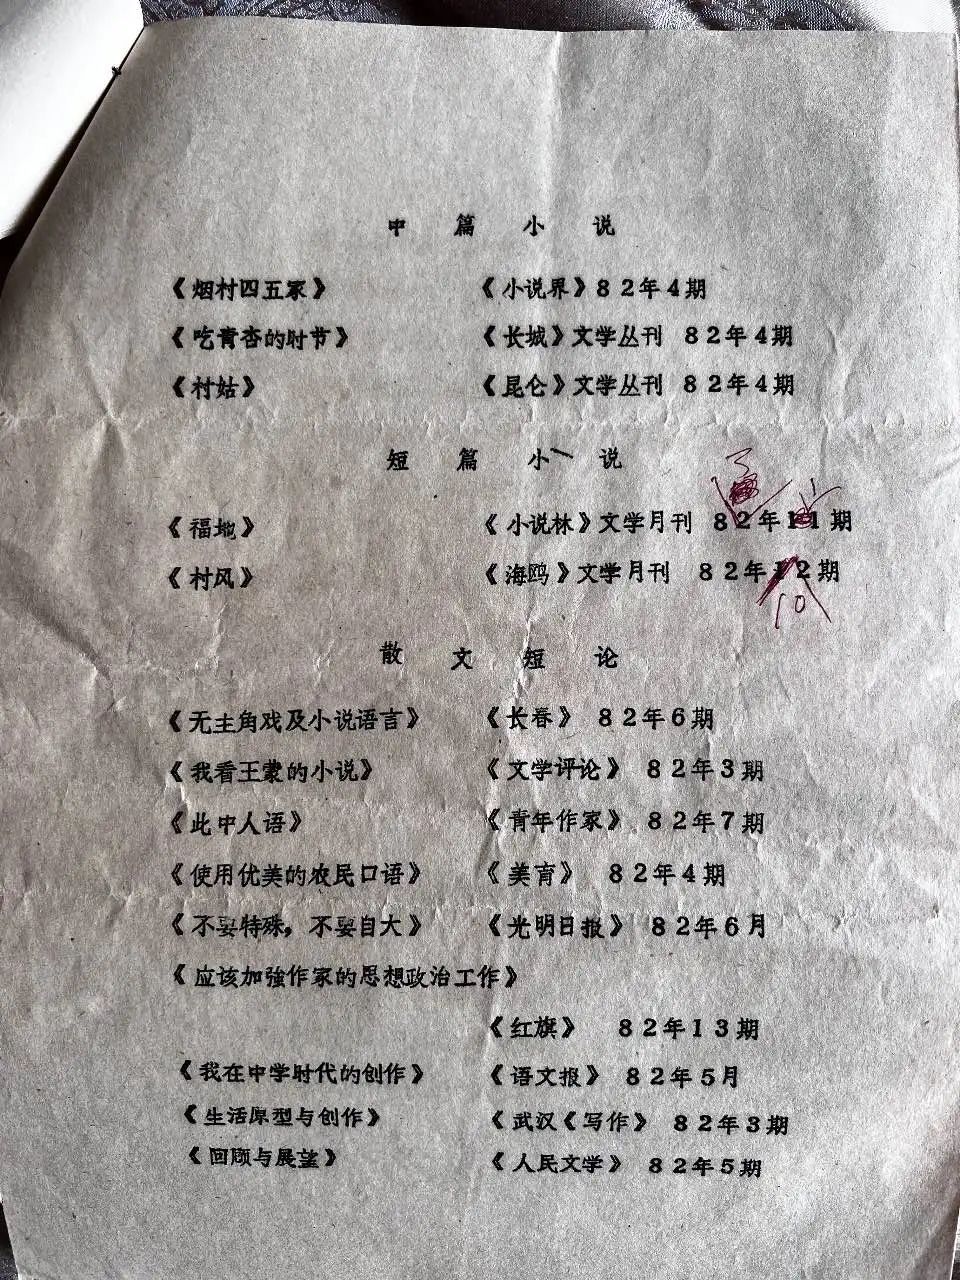 中篇小说
《烟村四五家》 《小说界》82年4期
《吃青杏的时节》 《长城》文学丛刊 82年4期
《村姑》 《昆仑》文学丛刊 82年4期
短篇小说
《福地》 《小说林》文学月刊 82年11期
《村风》 《海鸥》文学月刊 82年12期
10
散文短论
《无主角戏及小说语言》 《长春》 82年6期
《我看王蒙的小说》 《文学评论》 82年3期
《此中人语》 《青年作家》 82年7期
《使用优美的农民口语》 《美育》 82年4期
《不要特殊，不要自大》 《光明日报》 82年6月
《应该加強作家的思想政治工作》
《红旗》 82年13期
《我在中学时代的创作》 《语文报》 82年5月
《生活原型与创作》 《武汉《写作》 82年3期
《回顾与展望》 《人民文学》 82年5期